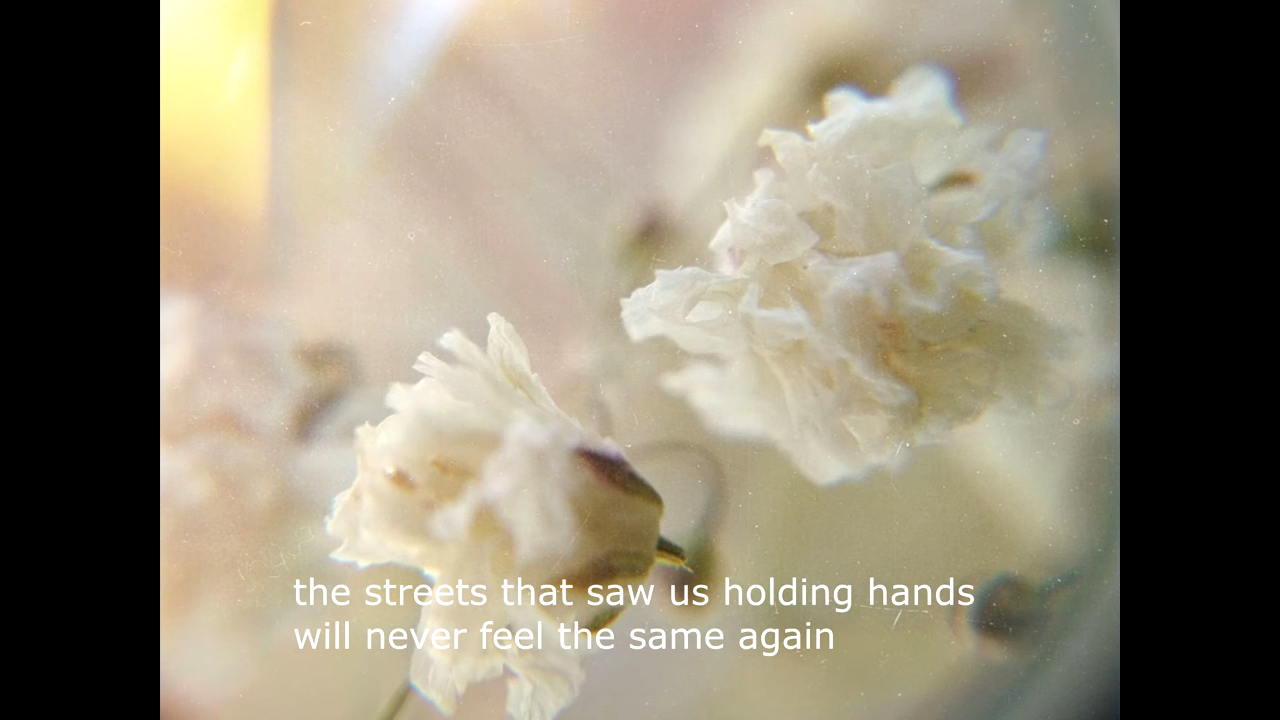 the streets that saw us holding hands
will never feel the same again